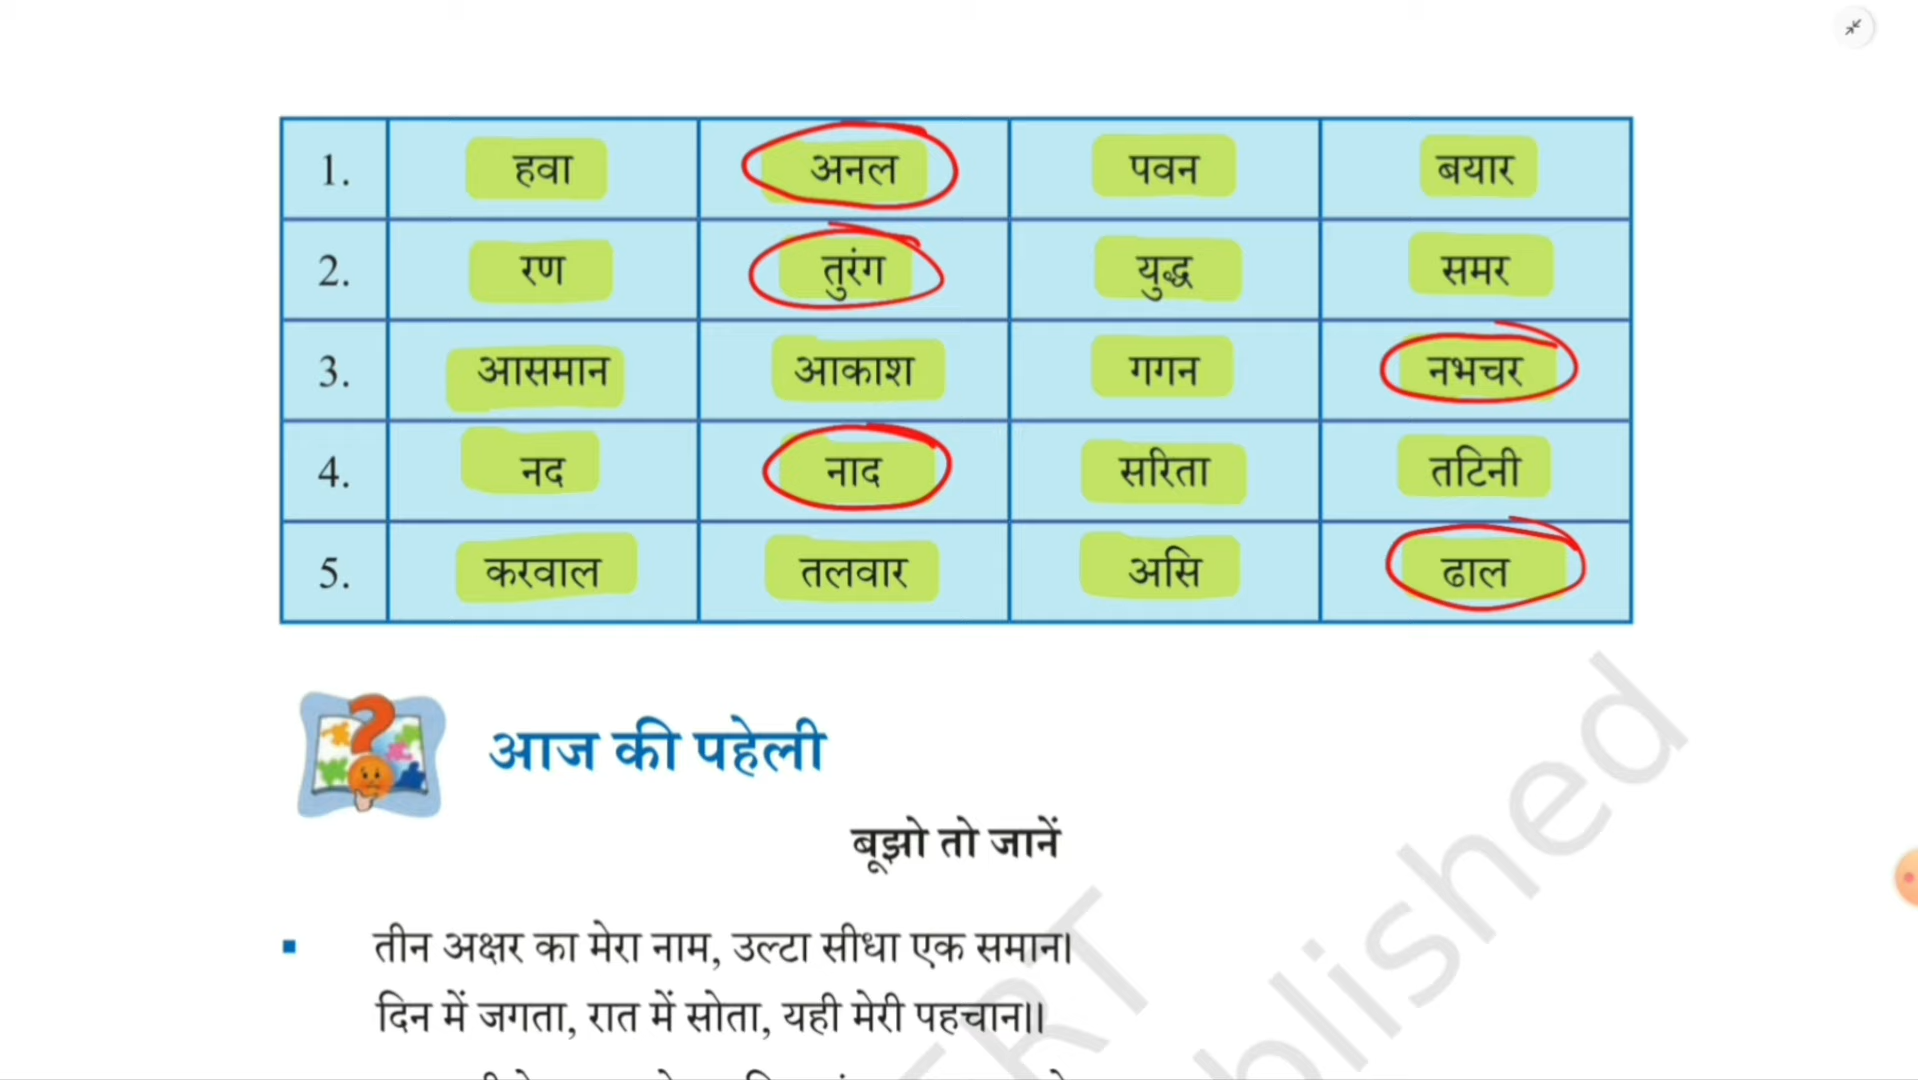 1. हवा अनल पवन बयार
2. रण तुरंग युद्ध समर
3. आसमान आकाश गगन नभचर
4. नद नाद सरिता तटिनी
5. करवाल तलवार असि ढाल
आज की पहेली
बूझो तो जानें
▪ तीन अक्षर का मेरा नाम, उल्टा सीधा एक समान।
दिन में जगता, रात में सोता, यही मेरी पहचान।।